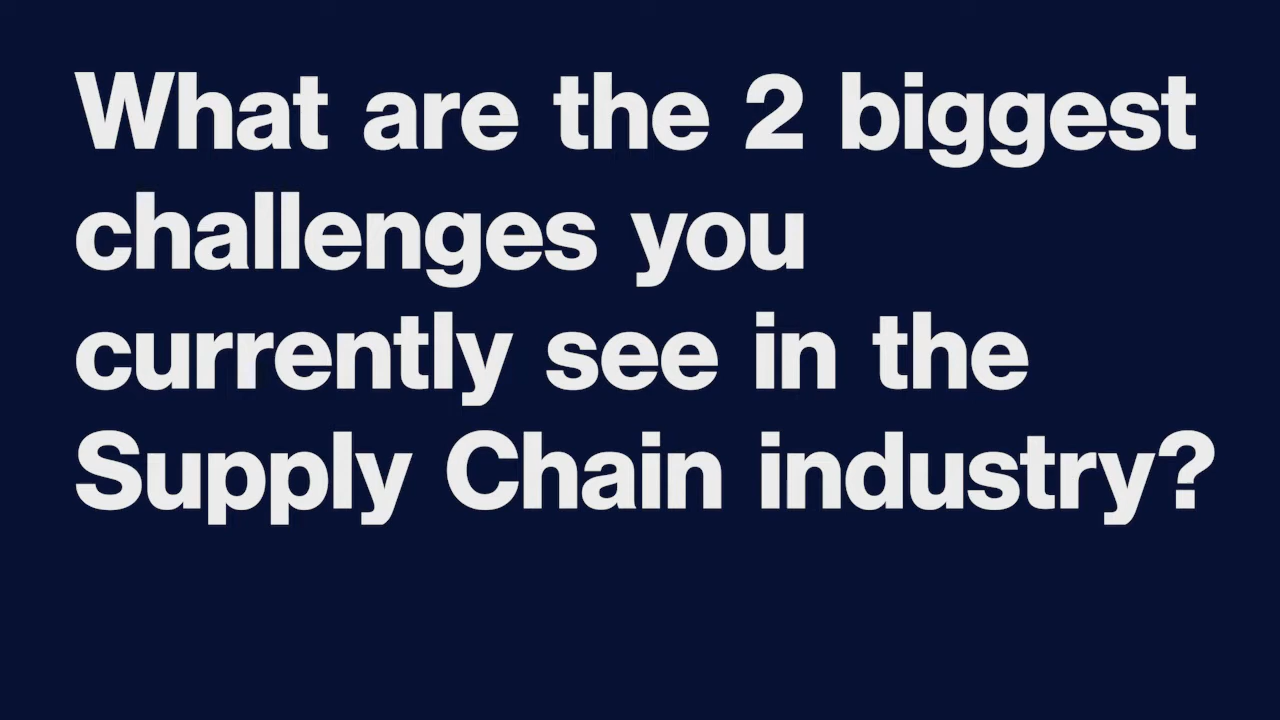 What are the 2 biggest
challenges you
currently see in the
Supply Chain industry?